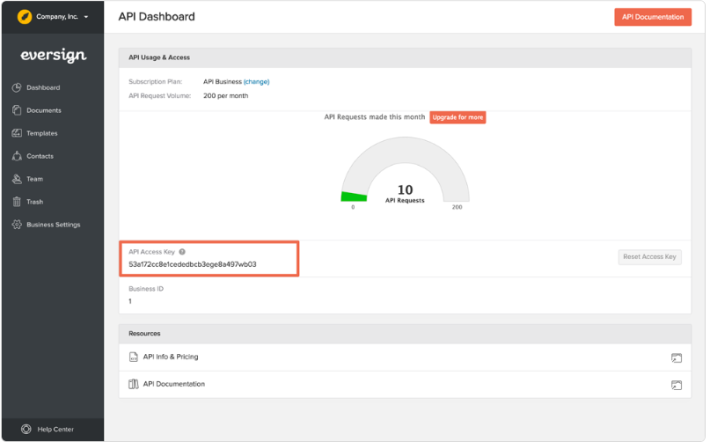 Company, Inc.
API Dashboard
API Documentation
eversign
Dashboard
Documents
Templates
Contacts
Team
Trash
Business Settings
Help Center
API Usage & Access
Subscription Plan: API Business (change)
API Request Volume: 200 per month
API Requests made this month Upgrade for more
10
API Requests
0 200
API Access Key
53a172cc8e1cededbcb3ege8a497wb03
Reset Access Key
Business ID
1
Resources
API Info & Pricing
API Documentation